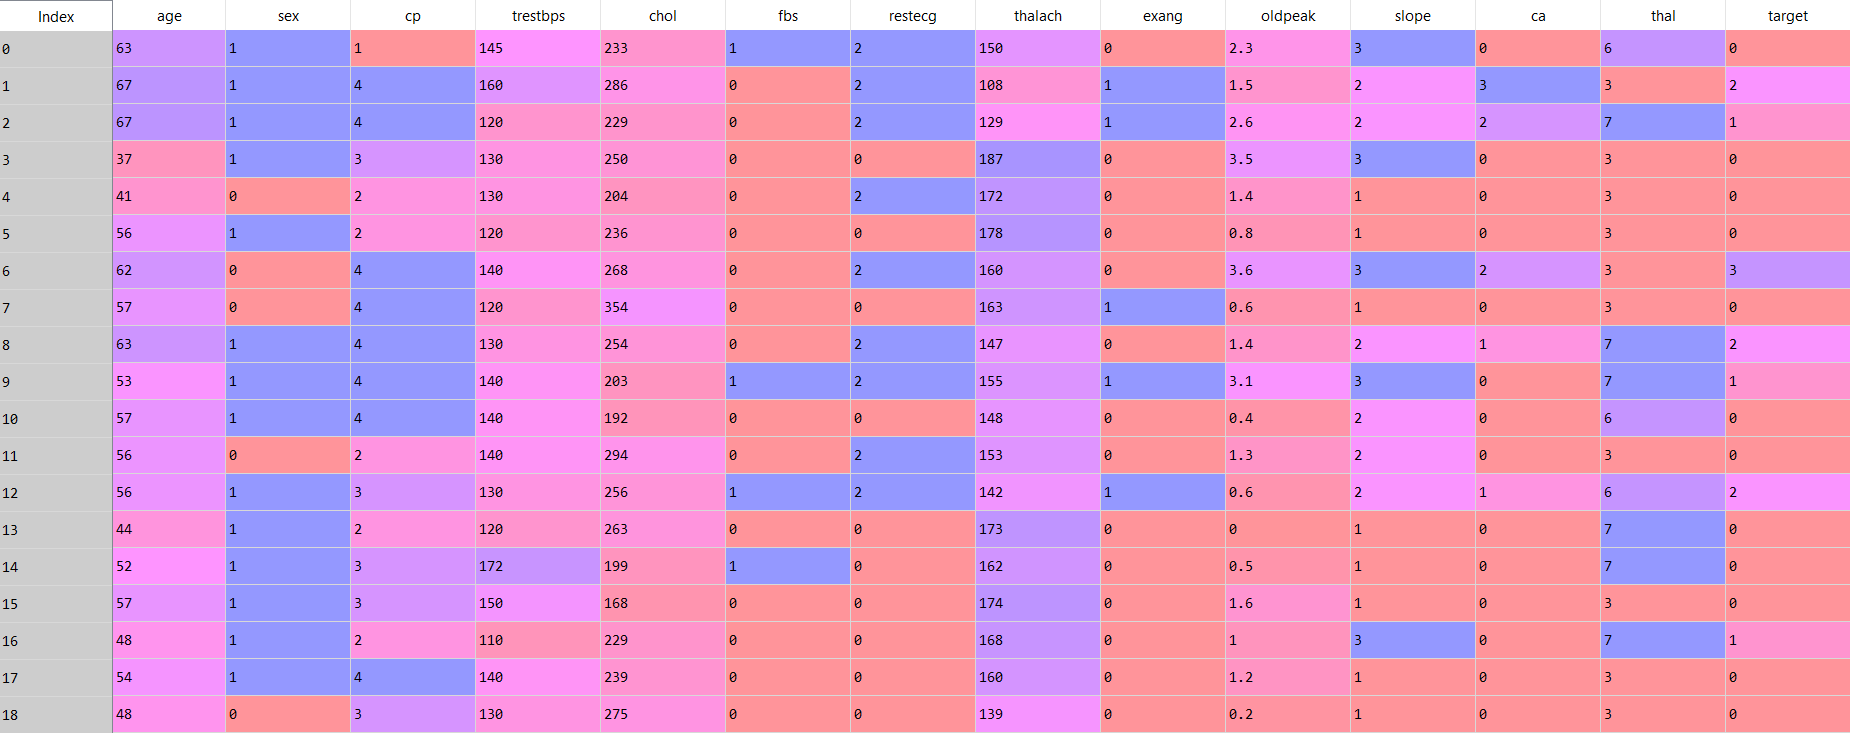 Index age sex cp trestbps chol fbs restecg thalach exang oldpeak slope ca thal target
0 63 1 1 145 233 1 2 150 0 2.3 3 0 6 0
1 67 1 4 160 286 0 2 108 1 1.5 2 3 3 2
2 67 1 4 120 229 0 2 129 1 2.6 2 2 7 1
3 37 1 3 130 250 0 0 187 0 3.5 3 0 3 0
4 41 0 2 130 204 0 2 172 0 1.4 1 0 3 0
5 56 1 2 120 236 0 0 178 0 0.8 1 0 3 0
6 62 0 4 140 268 0 2 160 0 3.6 3 2 3 3
7 57 0 4 120 354 0 0 163 1 0.6 1 0 3 0
8 63 1 4 130 254 0 2 147 0 1.4 2 1 7 2
9 53 1 4 140 203 1 2 155 1 3.1 3 0 7 1
10 57 1 4 140 192 0 0 148 0 0.4 2 0 6 0
11 56 0 2 140 294 0 2 153 0 1.3 2 0 3 0
12 56 1 3 130 256 1 2 142 1 0.6 2 1 6 2
13 44 1 2 120 263 0 0 173 0 0 1 0 7 0
14 52 1 3 172 199 1 0 162 0 0.5 1 0 7 0
15 57 1 3 150 168 0 0 174 0 1.6 1 0 3 0
16 48 1 2 110 229 0 0 168 0 1 3 0 7 1
17 54 1 4 140 239 0 0 160 0 1.2 1 0 3 0
18 48 0 3 130 275 0 0 139 0 0.2 1 0 3 0